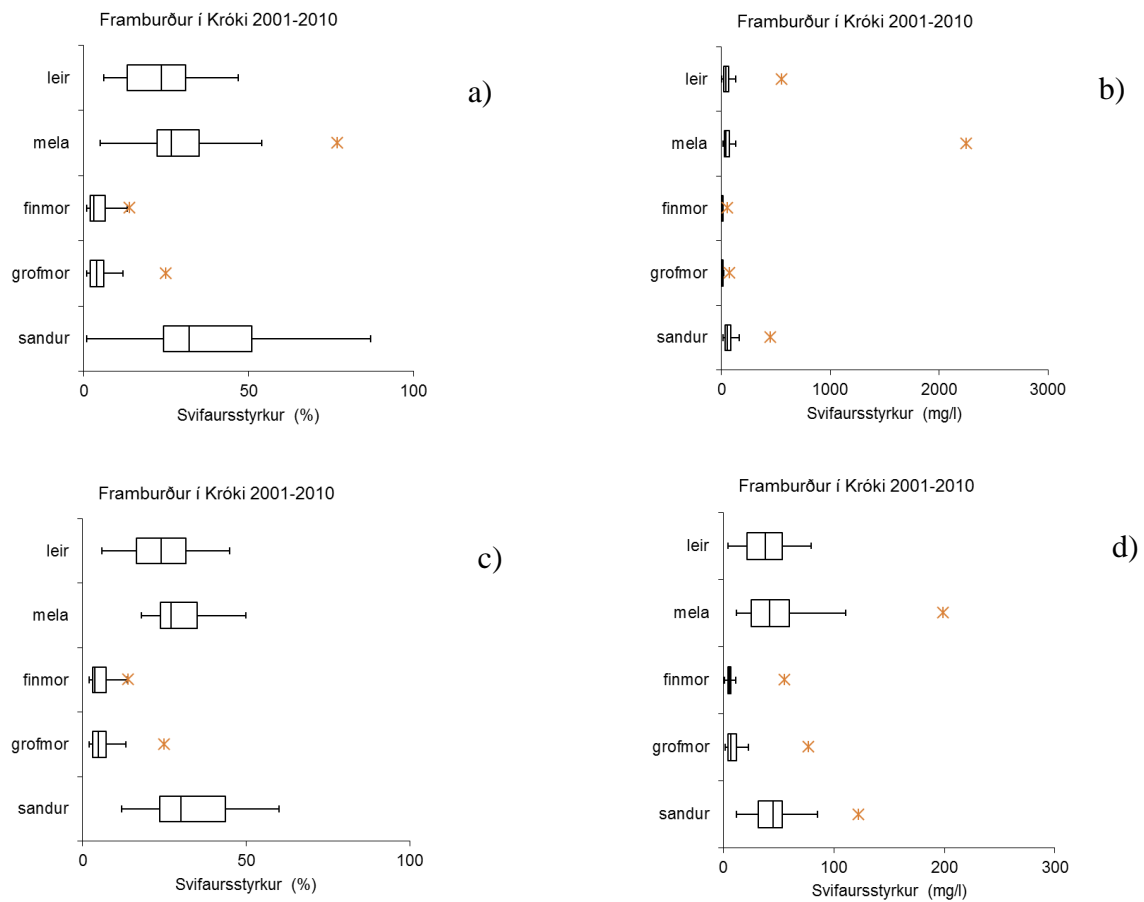 Framburður í Króki 2001-2010
leir
mela
finmor
grofmor
sandur
0
50
100
Svifaursstyrkur (%)
a)
Framburður í Króki 2001-2010
leir
mela
finmor
grofmor
sandur
0
1000
2000
3000
Svifaursstyrkur (mg/l)
b)
Framburður í Króki 2001-2010
leir
mela
finmor
grofmor
sandur
0
50
100
Svifaursstyrkur (%)
c)
Framburður í Króki 2001-2010
leir
mela
finmor
grofmor
sandur
0
100
200
300
Svifaursstyrkur (mg/l)
d)